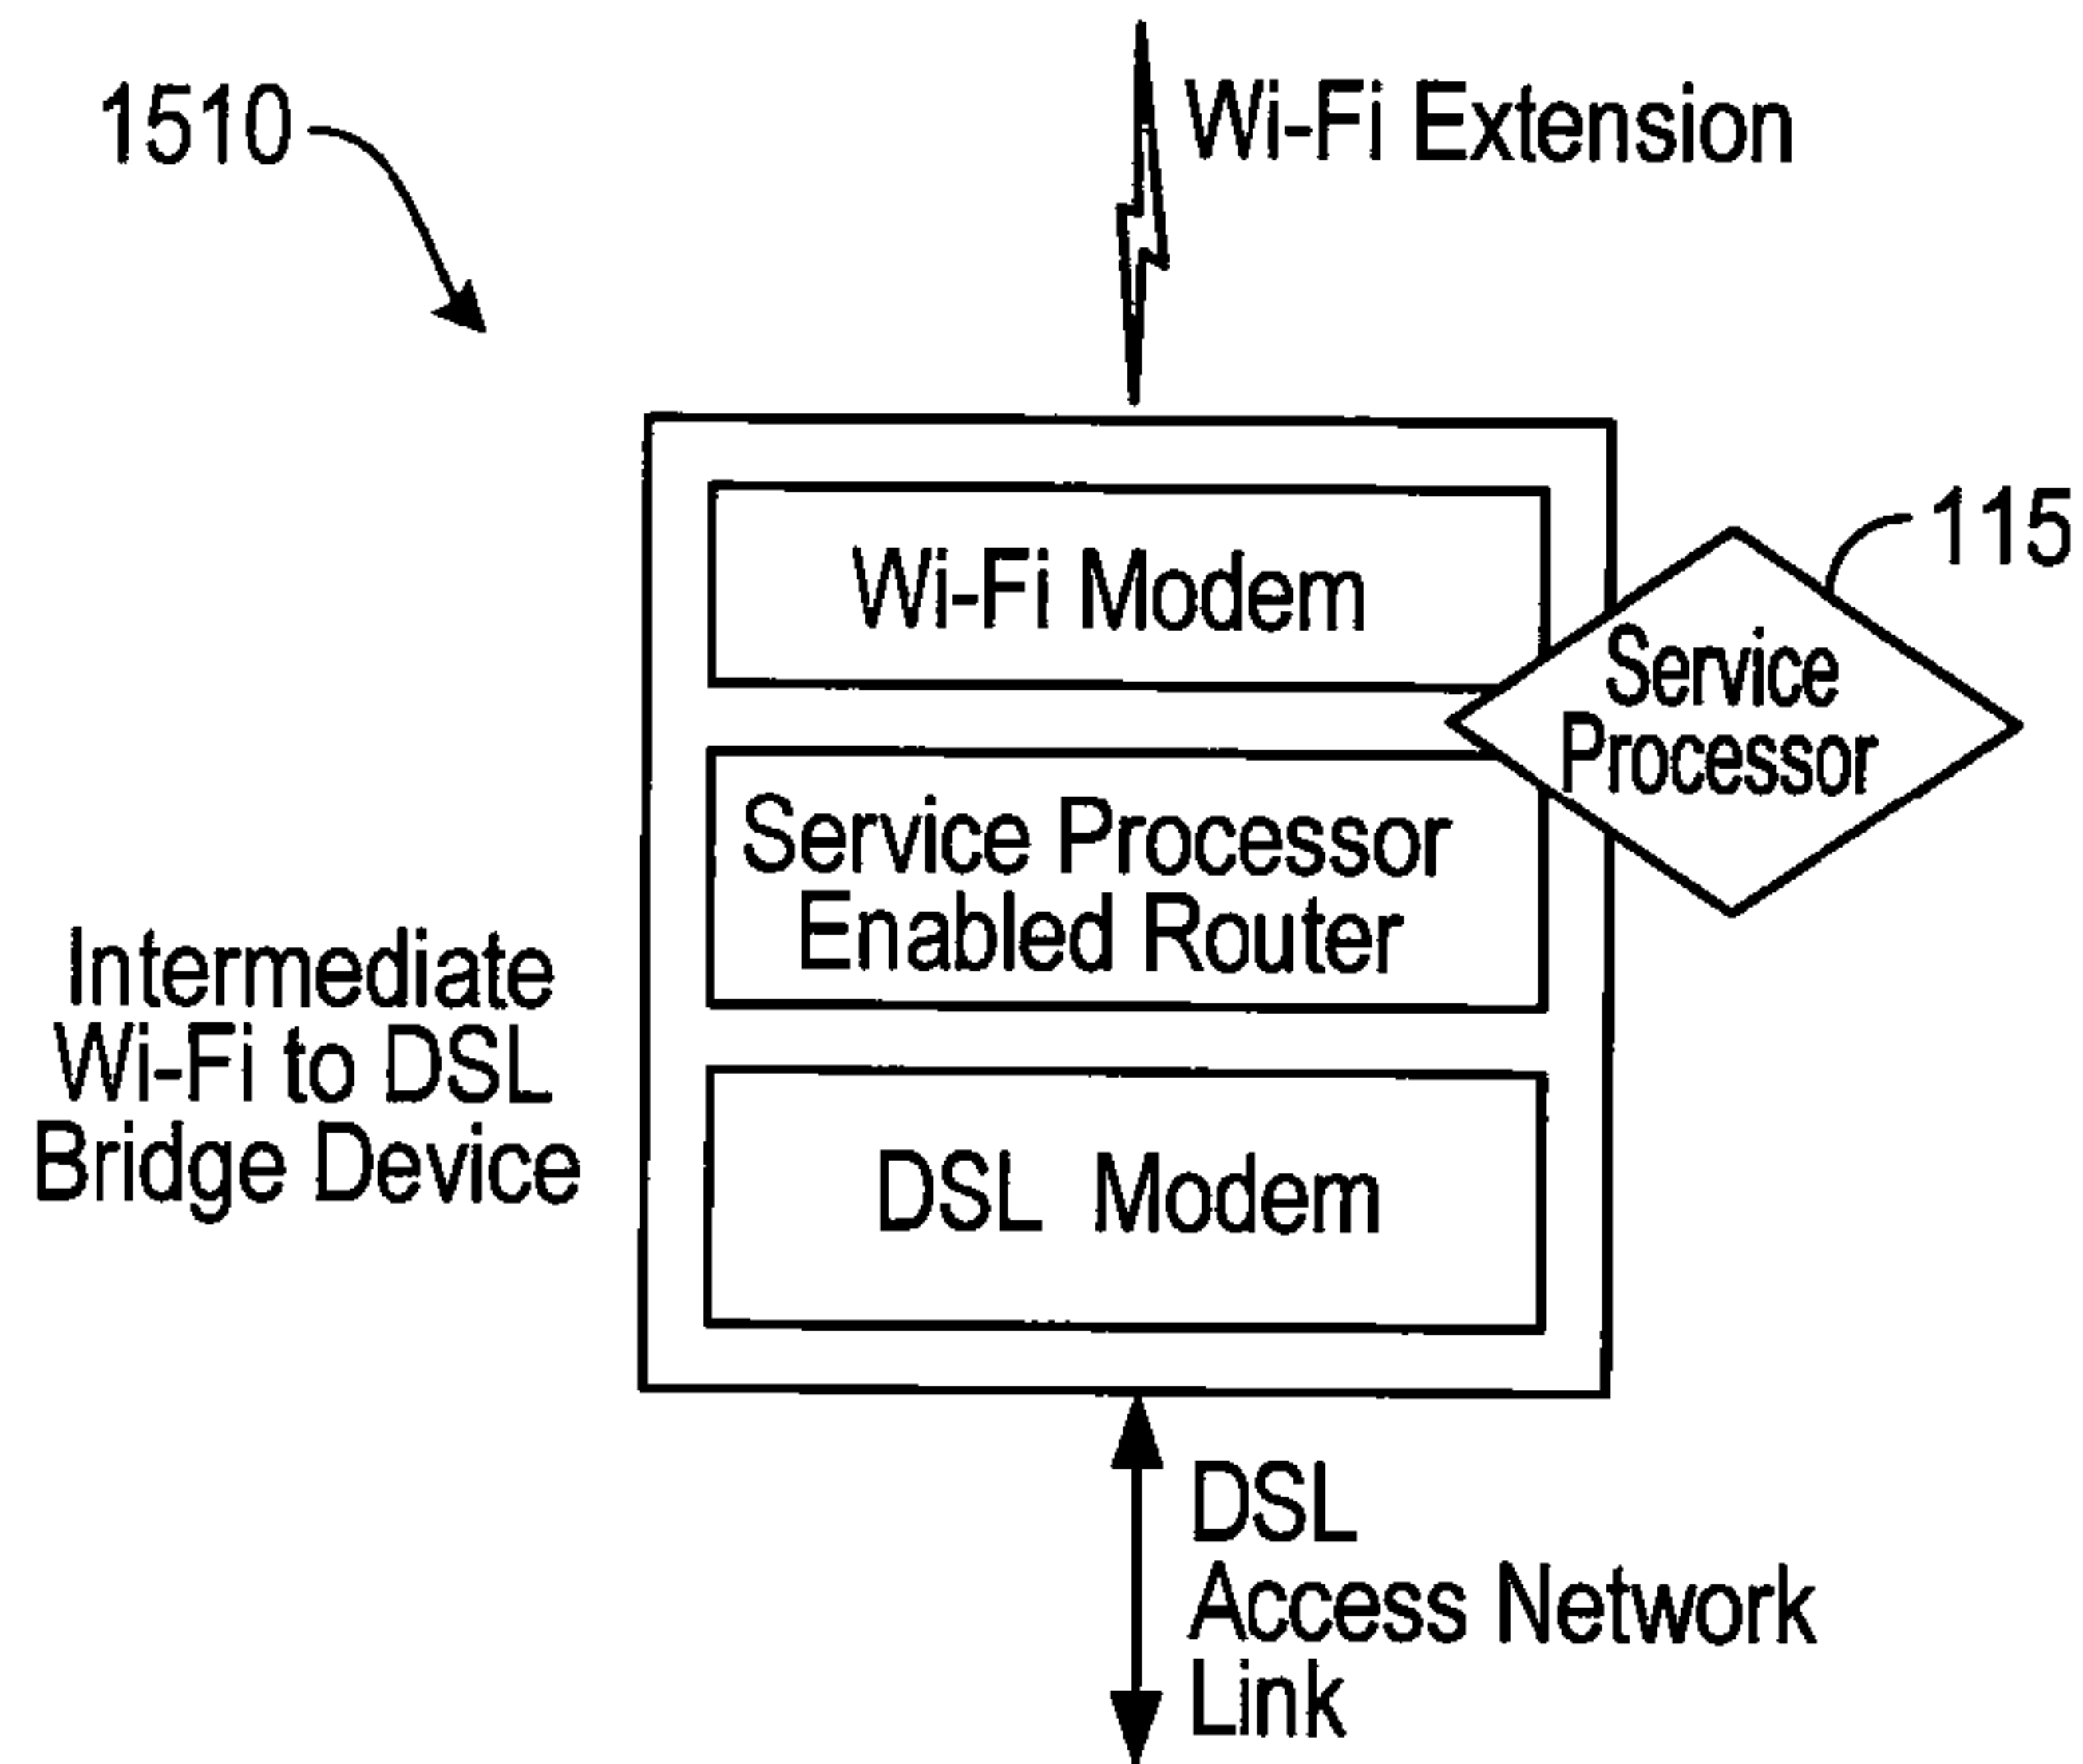 1510
Wi-Fi Extension
Wi-Fi Modem
115
Service
Processor
Service Processor
Enabled Router
Intermediate
Wi-Fi to DSL
Bridge Device
DSL Modem
DSL
Access Network
Link